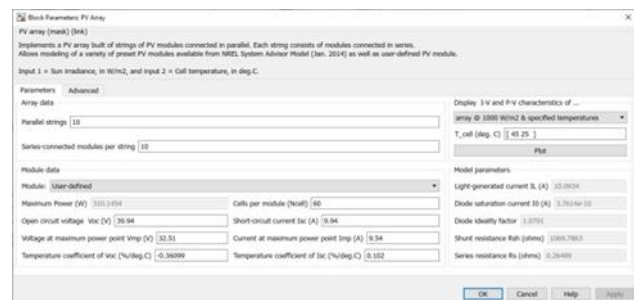 Block Parameters: PV Array
PV array (mask) (link)
Implements a PV array built of strings of PV modules connected in parallel. Each string consists of modules connected in series.
Allows modeling of a variety of preset PV modules available from NREL System Advisor Model (Jan. 2014) as well as user-defined PV module.
Input 1 = Sun irradiance, in W/m2, and input 2 = Cell temperature, in deg.C.
Parameters Advanced
Array data
Parallel strings 10
Series-connected modules per string 10
Display I-V and P-V characteristics of ...
array @ 1000 W/m2 & specified temperatures
T_cell (deg. C) [ 45 25 ]
Plot
Module data
Module: User-defined
Maximum Power (W) 310.1454
Cells per module (Ncell) 60
Open circuit voltage Voc (V) 39.94
Short-circuit current Isc (A) 9.94
Voltage at maximum power point Vmp (V) 32.51
Current at maximum power point Imp (A) 9.54
Temperature coefficient of Voc (%/deg.C) -0.36099
Temperature coefficient of Isc (%/deg.C) 0.102
Model parameters
Light-generated current IL (A)
Diode saturation current I0 (A)
Diode ideality factor 1.0791
Shunt resistance Rsh (ohms)
Series resistance Rs (ohms) 0.26489
OK Cancel Help Apply